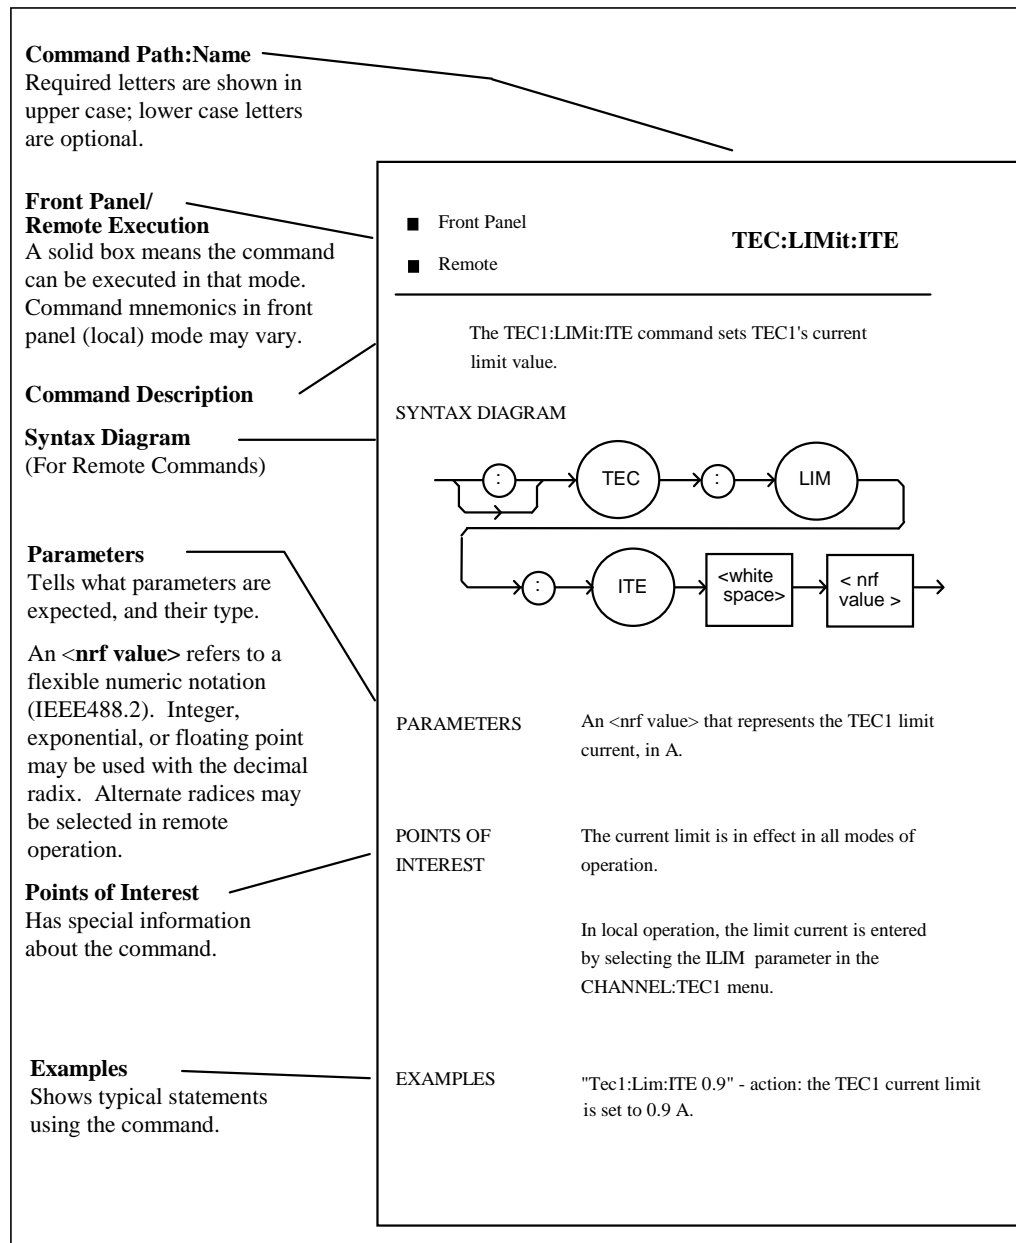 Command Path:Name
Required letters are shown in
upper case; lower case letters
are optional.
Front Panel/
Remote Execution
A solid box means the command
can be executed in that mode.
Command mnemonics in front
panel (local) mode may vary.
Command Description
Syntax Diagram
(For Remote Commands)
Parameters
Tells what parameters are
expected, and their type.
An <nrf value> refers to a
flexible numeric notation
(IEEE488.2). Integer,
exponential, or floating point
may be used with the decimal
radix. Alternate radices may
be selected in remote
operation.
Points of Interest
Has special information
about the command.
Examples
Shows typical statements
using the command.
Front Panel
Remote
TEC:LIMit:ITE
The TEC1:LIMit:ITE command sets TEC1's current
limit value.
SYNTAX DIAGRAM
: TEC : LIM
: ITE <white space> < nrf value >
PARAMETERS
An <nrf value> that represents the TEC1 limit
current, in A.
POINTS OF
INTEREST
The current limit is in effect in all modes of
operation.
In local operation, the limit current is entered
by selecting the ILIM parameter in the
CHANNEL:TEC1 menu.
EXAMPLES
"Tec1:Lim:ITE 0.9" - action: the TEC1 current limit
is set to 0.9 A.